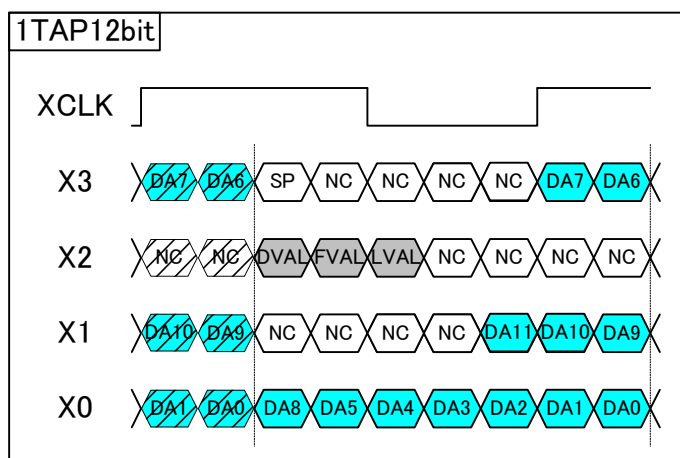 1TAP12bit
XCLK
X3 DA7 DA6 SP NC NC NC NC DA7 DA6
X2 NC NC DVAL FVAL LVAL NC NC NC NC
X1 DA10 DA9 NC NC NC NC DA11 DA10 DA9
X0 DA1 DA0 DA8 DA5 DA4 DA3 DA2 DA1 DA0